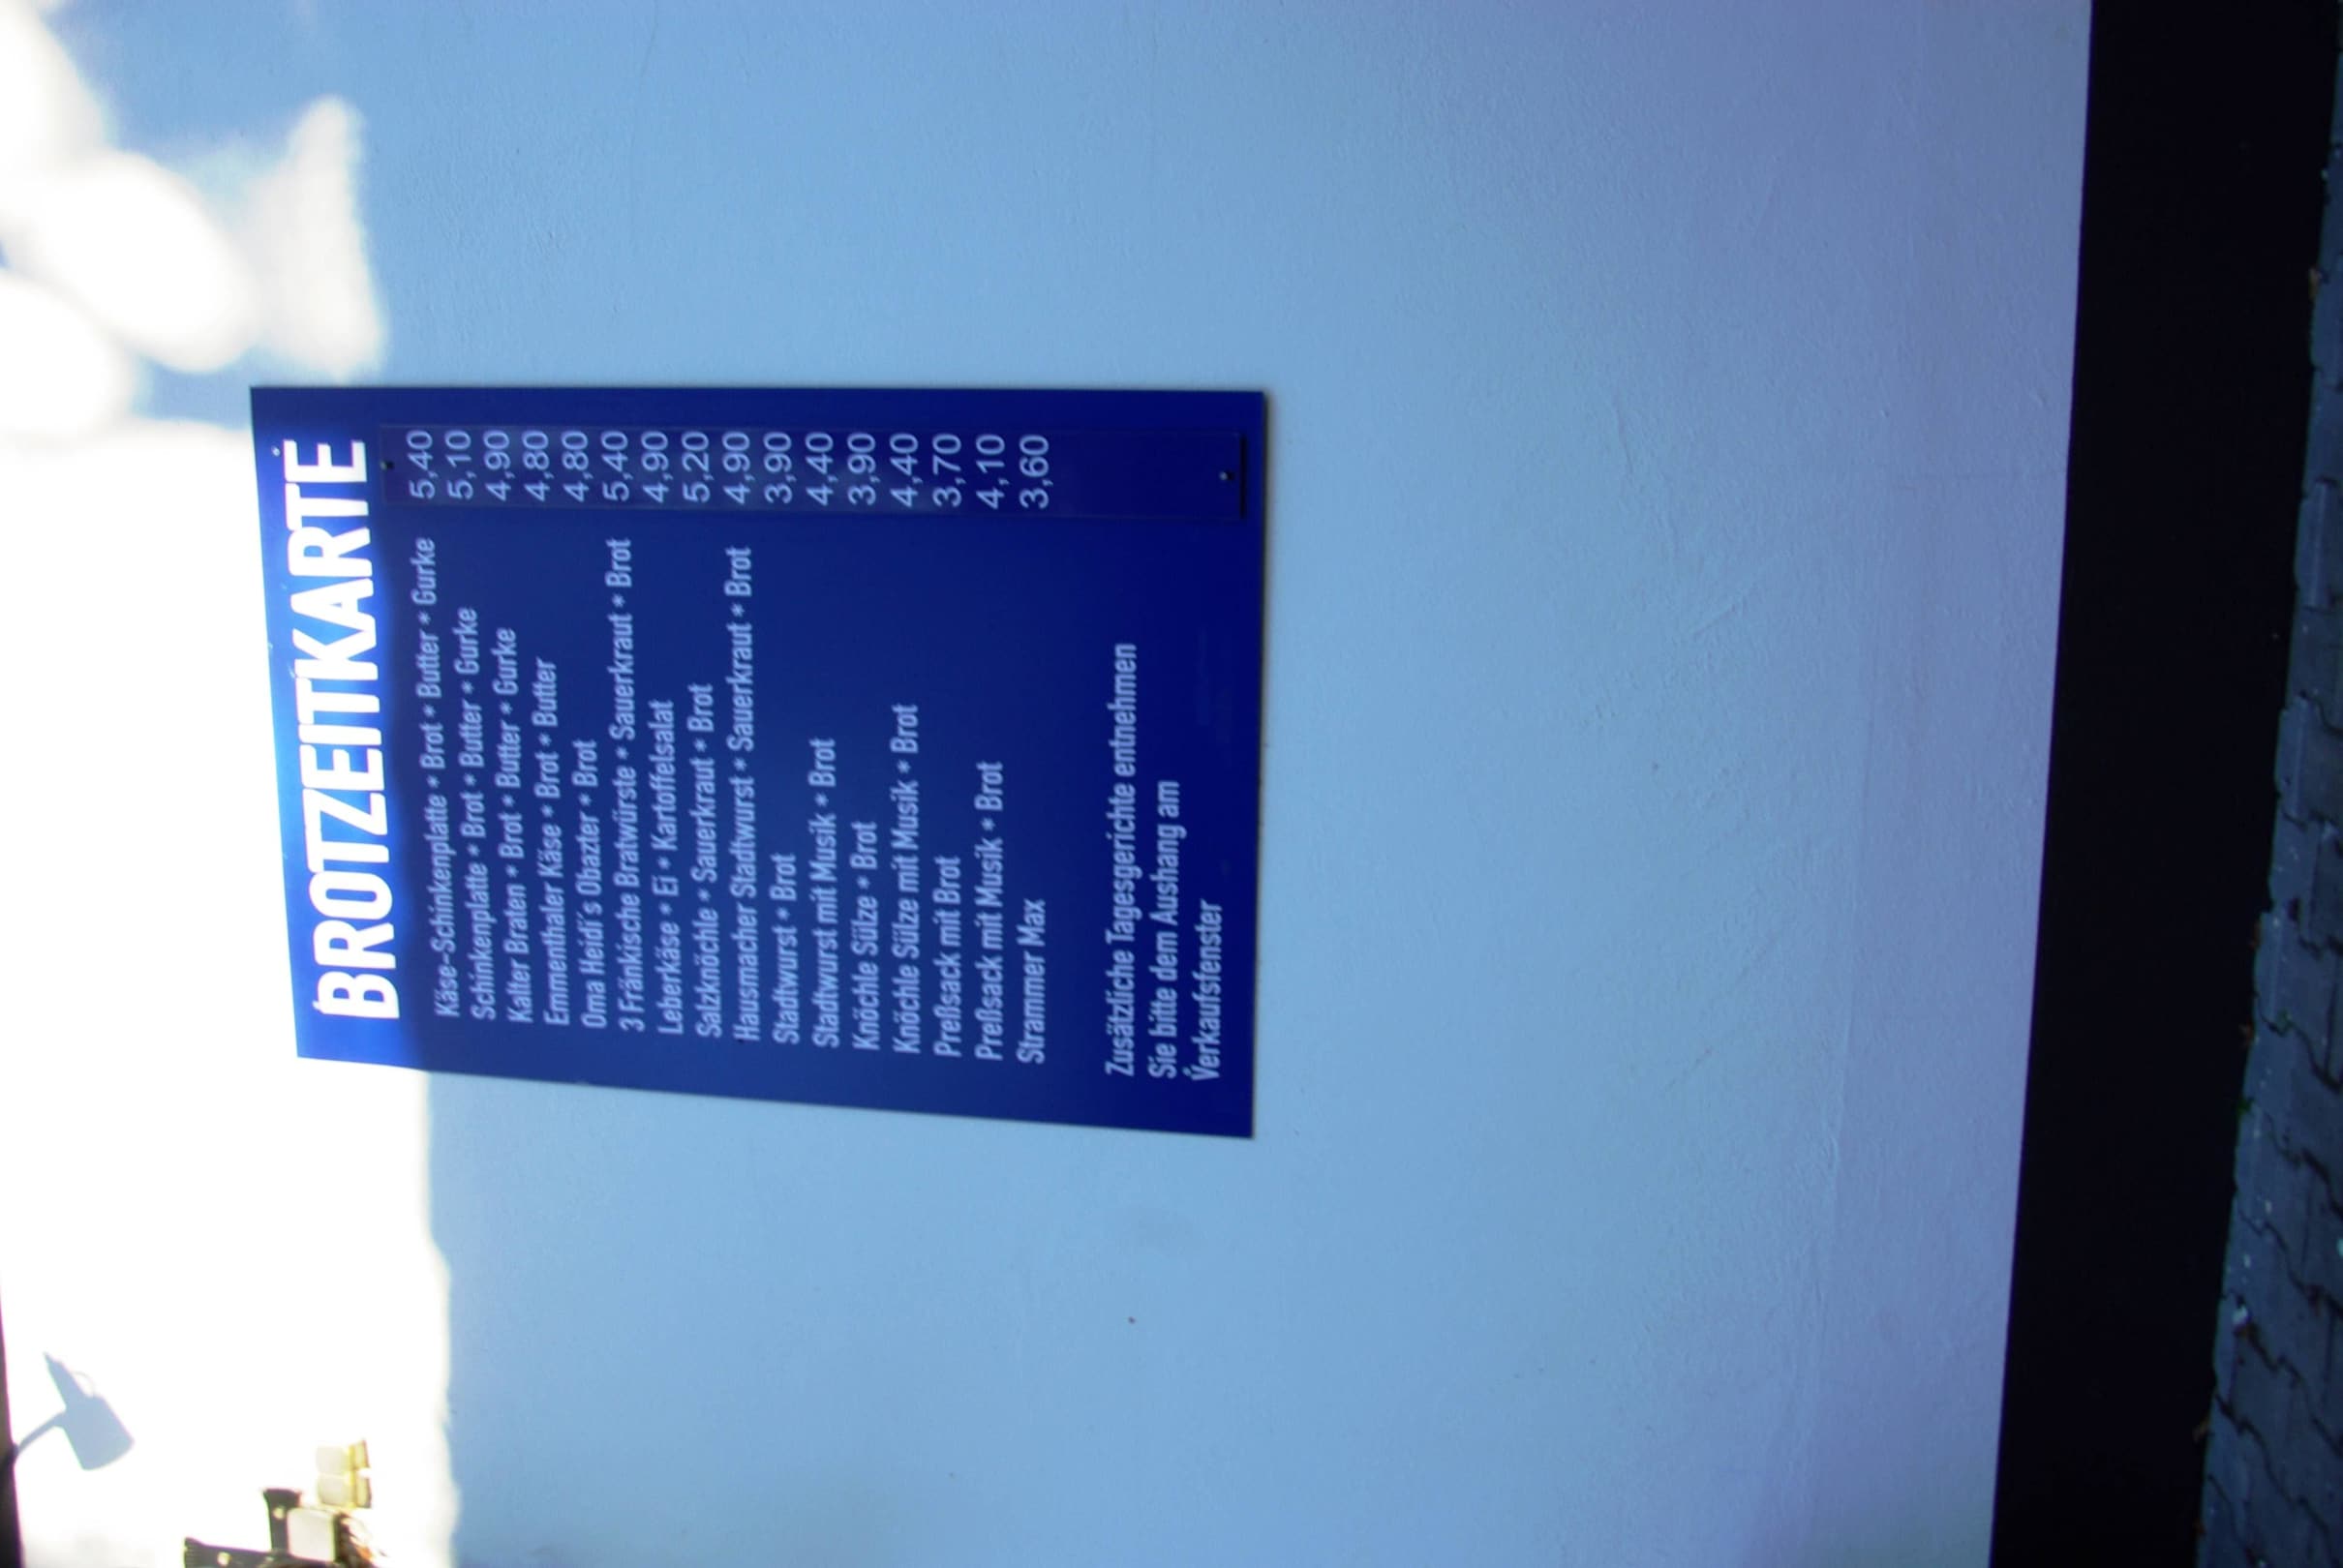 BROTZEITKARTE
Käse-Schinkenplatte * Brot * Butter * Gurke 5,40
Schinkenplatte * Brot * Butter * Gurke 5,10
Kalter Braten * Brot * Butter * Gurke 4,90
Emmenthaler Käse * Brot * Butter 4,80
Oma Heidi's Obazter * Brot 4,80
3 Fränkische Bratwürste * Sauerkraut * Brot 5,40
Leberkäse * Ei * Kartoffelsalat 4,90
Salzknöchle * Sauerkraut * Brot 5,20
Hausmacher Stadtwurst * Sauerkraut * Brot 4,90
Stadtwurst * Brot 3,90
Stadtwurst mit Musik * Brot 4,40
Knöchle Sülze * Brot 3,90
Knöchle Sülze mit Musik * Brot 4,40
Preßsack mit Brot 3,70
Preßsack mit Musik * Brot 4,10
Strammer Max 3,60
Zusätzliche Tagesgerichte entnehmen
Sie bitte dem Aushang am
Verkaufsfenster